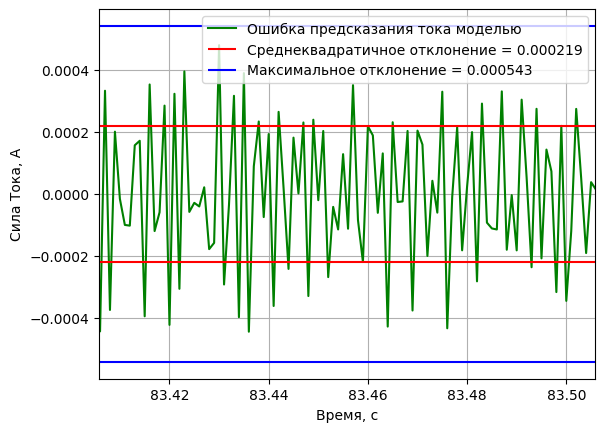 Ошибка предсказания тока моделью
Среднеквадратичное отклонение = 0.000219
Максимальное отклонение = 0.000543
Сила Тока, А
0.0004
0.0002
0.0000
−0.0002
−0.0004
83.42 83.44 83.46 83.48 83.50
Время, с